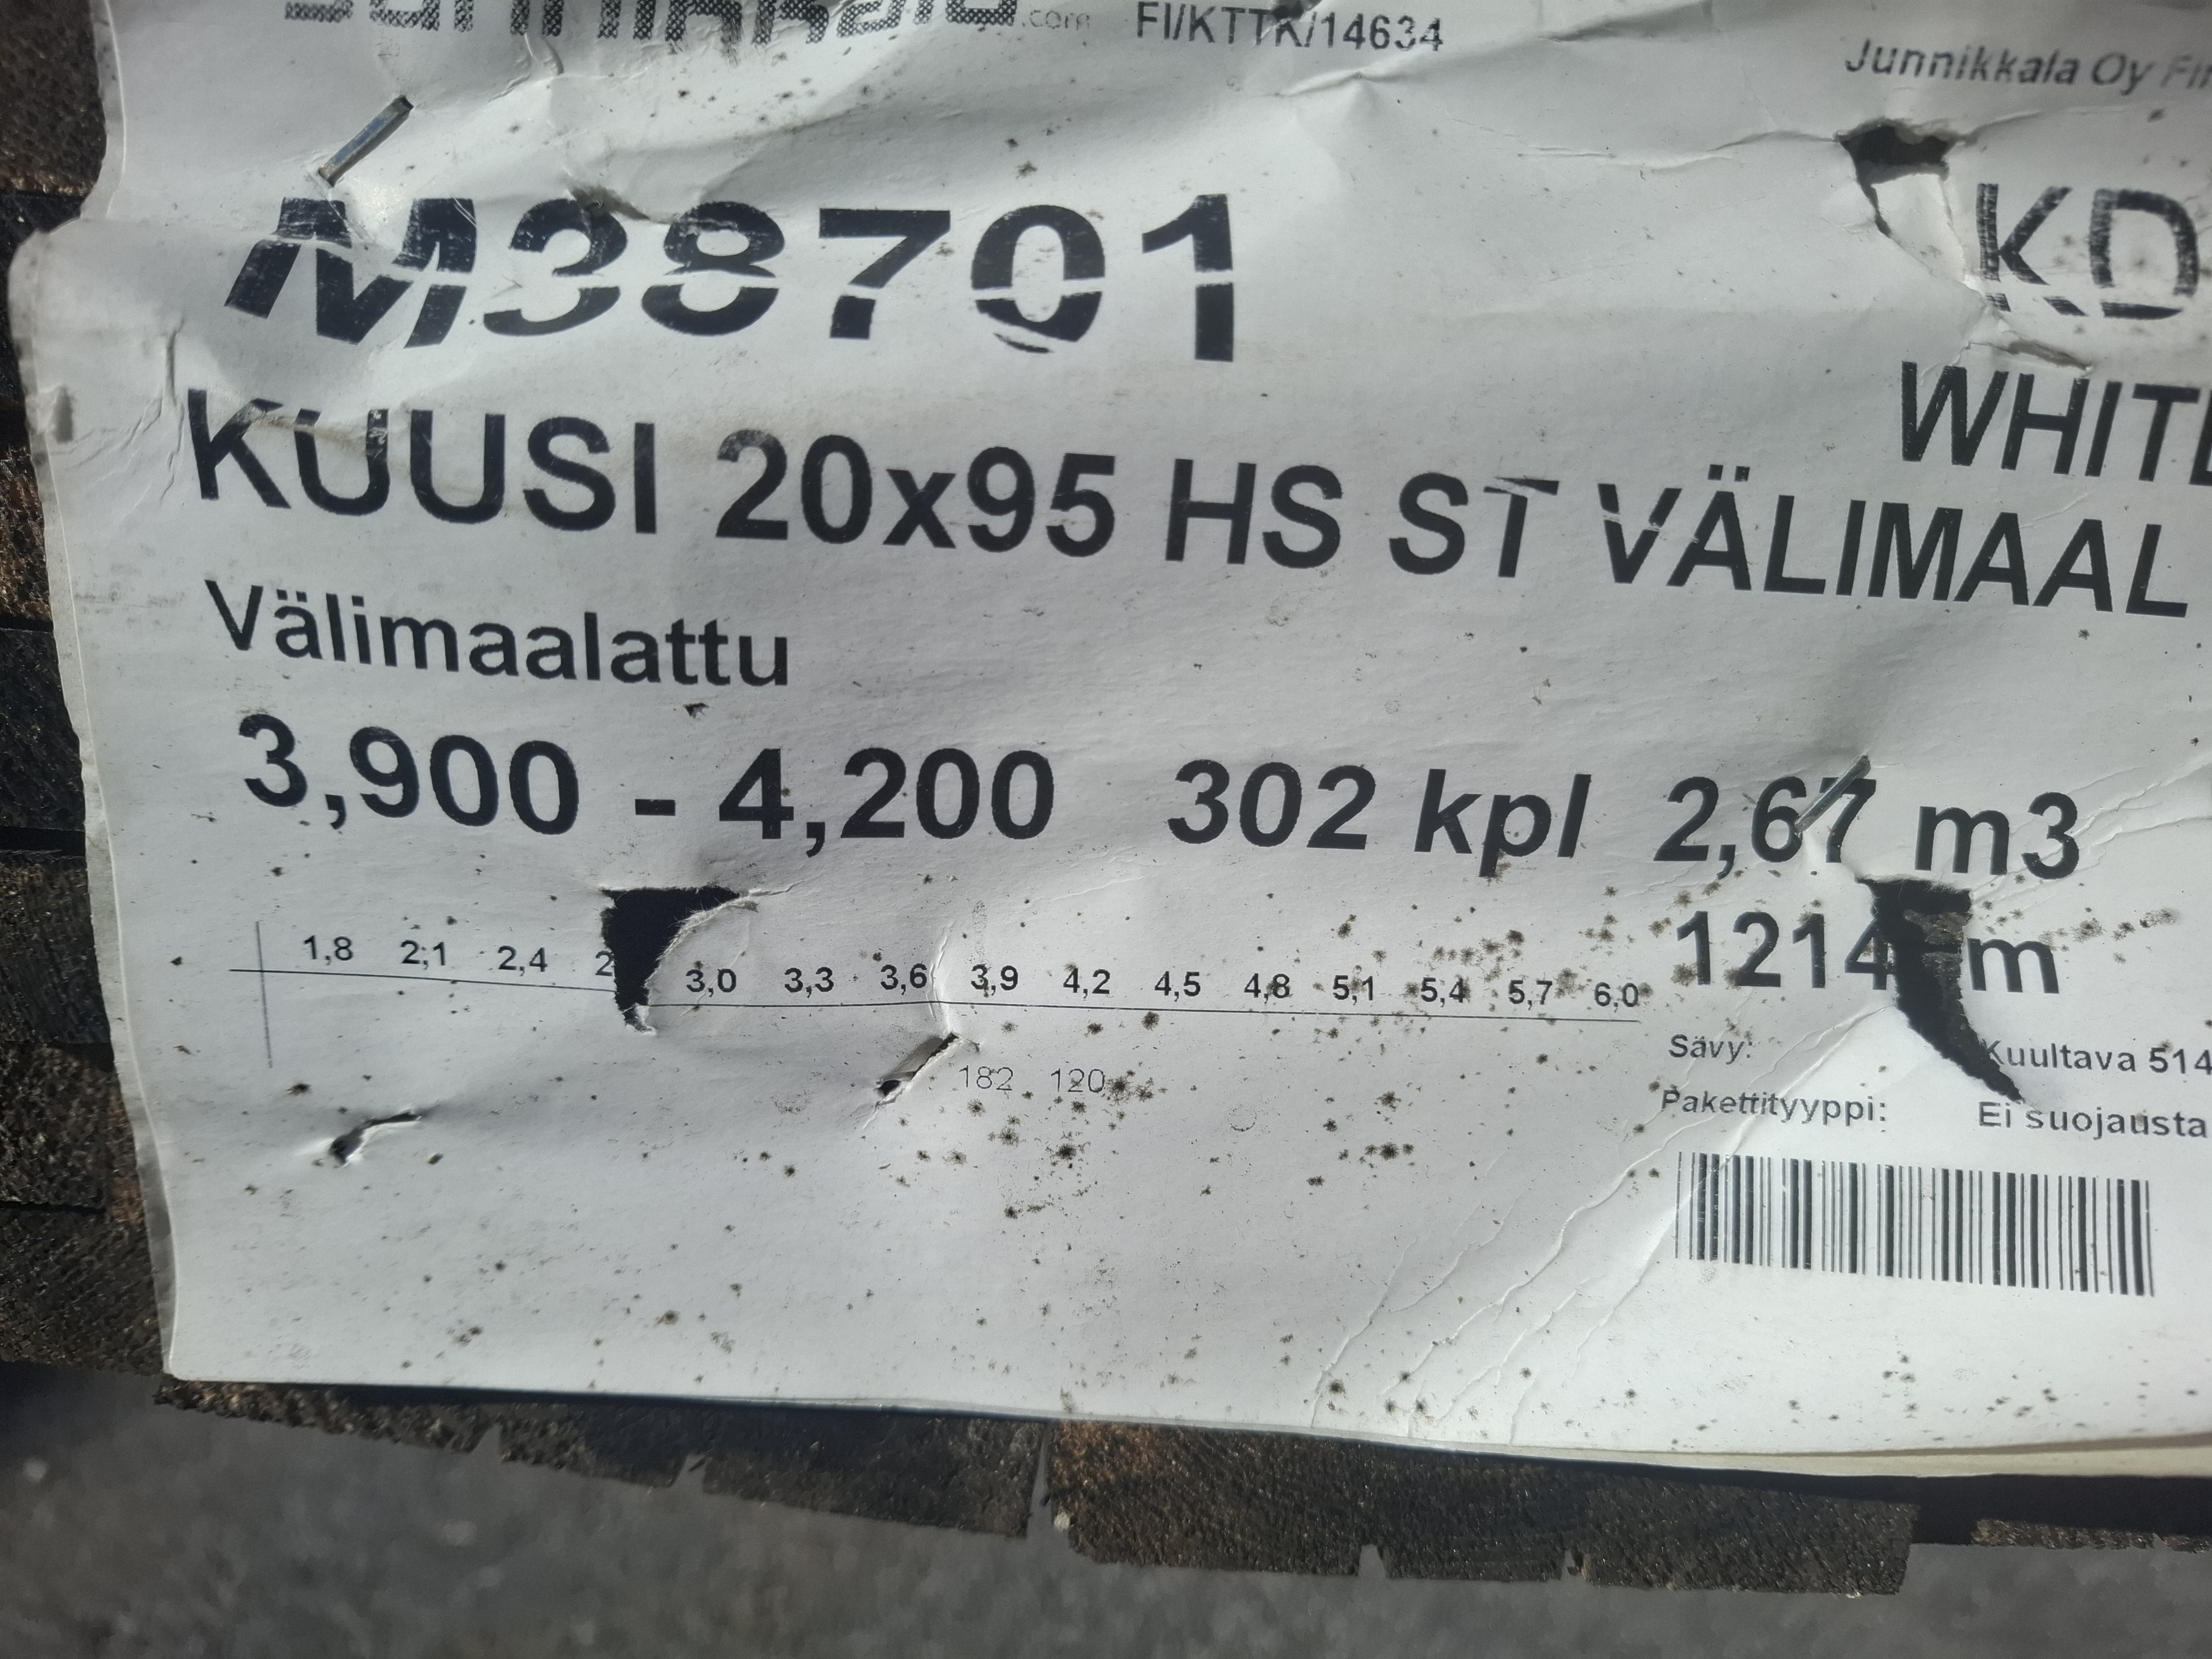 .com FI/KTTK/14634
Junnikkala Oy
M38701 KD
WHITE
KUUSI 20x95 HS ST VÄLIMAAL
Välimaalattu
3,900 - 4,200 302 kpl 2,67 m3
1214 m
1,8 2,1 2,4 3,0 3,3 3,6 3,9 4,2 4,5 4,8 5,1 5,4 5,7 6,0
182 120
Sävy: Kuultava 514
Pakettityyppi: Ei suojausta